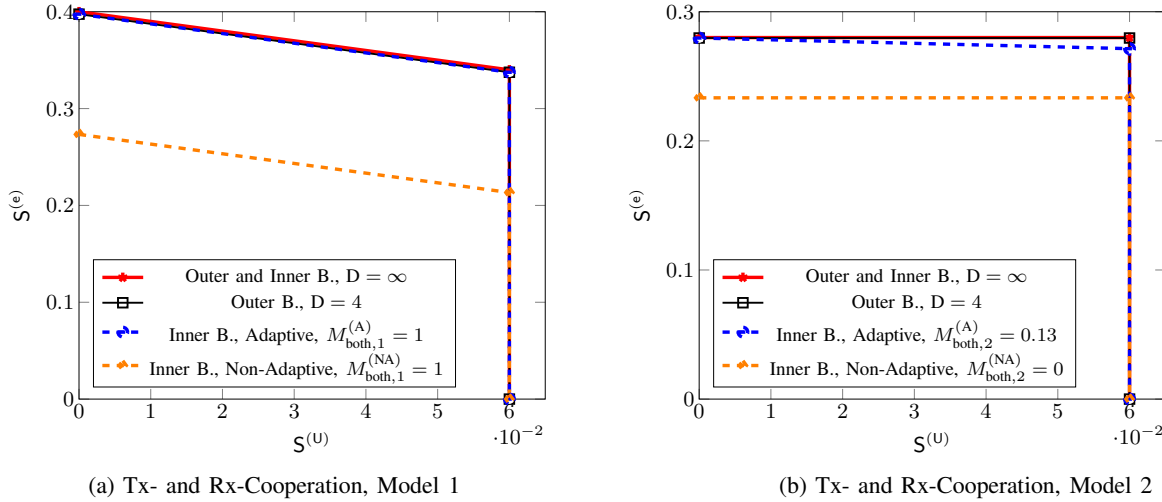 0.4
0.3
0.2
0.1
0
S^(e)
Outer and Inner B., D = ∞
Outer B., D = 4
Inner B., Adaptive, M_both,1^(A) = 1
Inner B., Non-Adaptive, M_both,1^(NA) = 1
0 1 2 3 4 5 6
·10^−2
S^(U)
(a) Tx- and Rx-Cooperation, Model 1
0.3
0.2
0.1
0
S^(e)
Outer and Inner B., D = ∞
Outer B., D = 4
Inner B., Adaptive, M_both,2^(A) = 0.13
Inner B., Non-Adaptive, M_both,2^(NA) = 0
0 1 2 3 4 5 6
·10^−2
S^(U)
(b) Tx- and Rx-Cooperation, Model 2